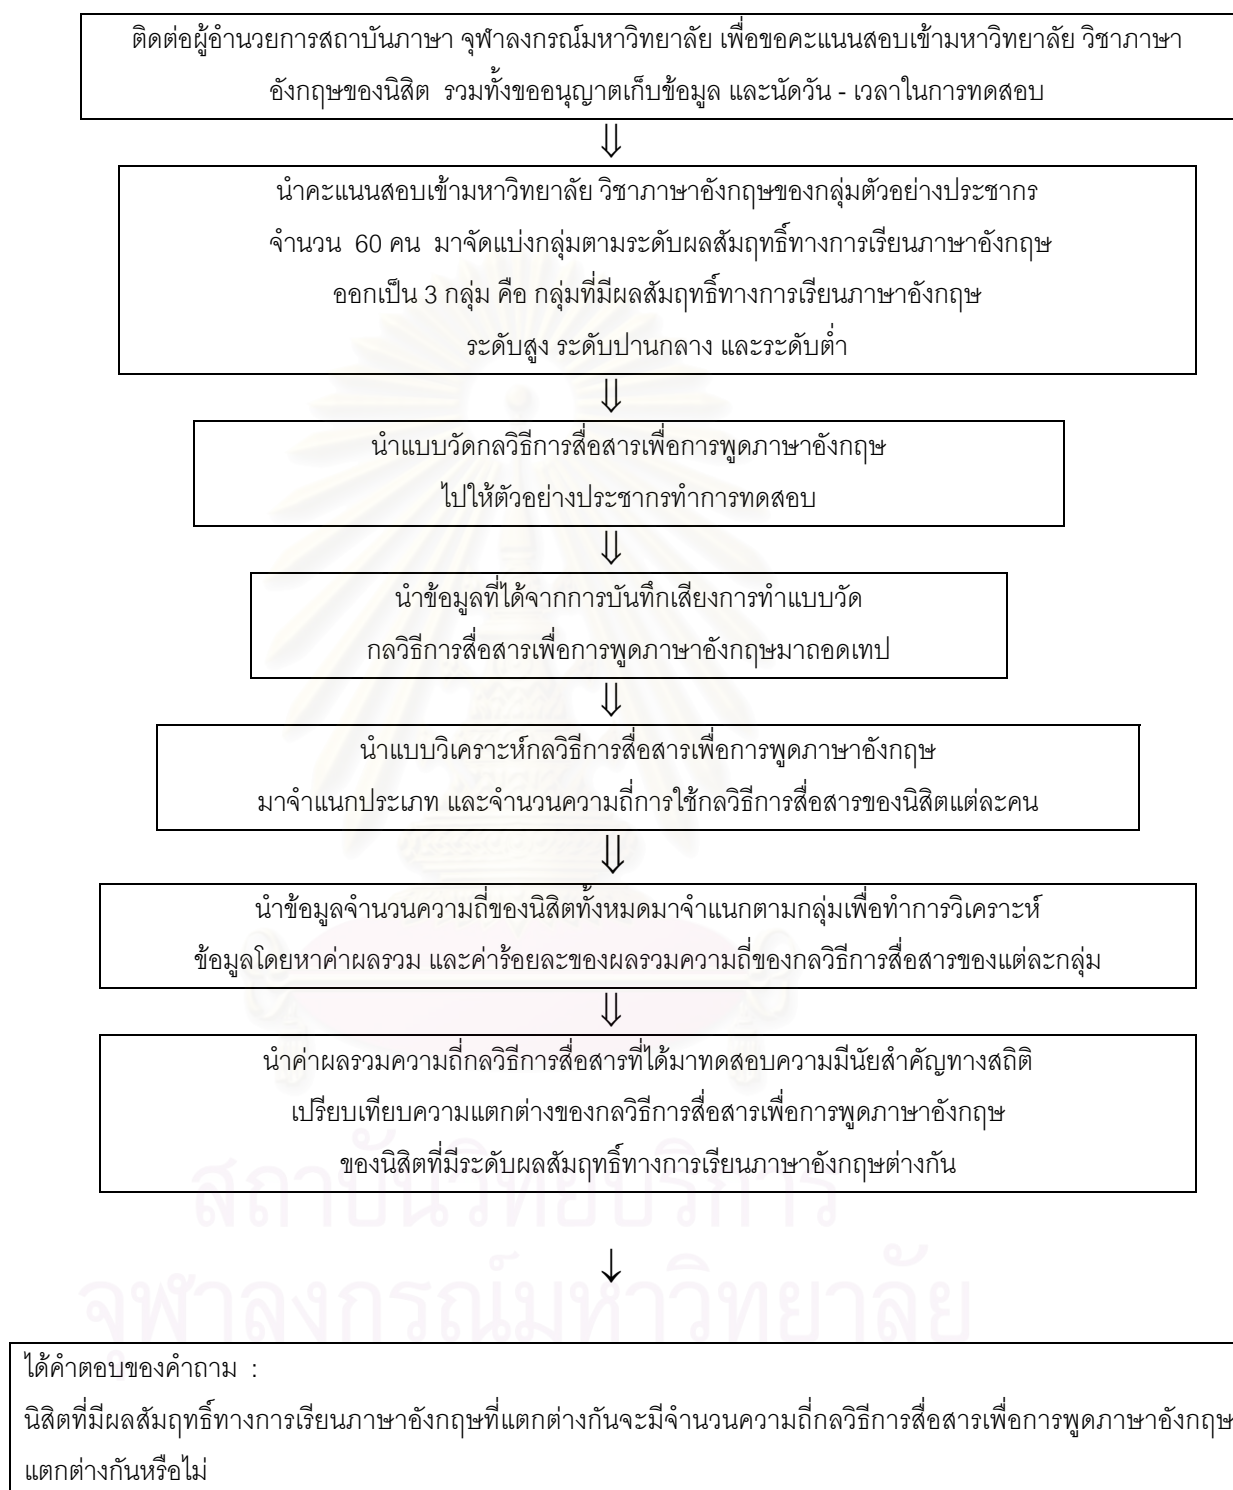 ติดต่อผู้อำนวยการสถาบันภาษา จุฬาลงกรณ์มหาวิทยาลัย เพื่อขอคะแนนสอบเข้ามหาวิทยาลัย วิชาภาษา
อังกฤษของนิสิต รวมทั้งขออนุญาตเก็บข้อมูล และนัดวัน - เวลาในการทดสอบ
⇓
นำคะแนนสอบเข้ามหาวิทยาลัย วิชาภาษาอังกฤษของกลุ่มตัวอย่างประชากร
จำนวน 60 คน มาจัดแบ่งกลุ่มตามระดับผลสัมฤทธิ์ทางการเรียนภาษาอังกฤษ
ออกเป็น 3 กลุ่ม คือ กลุ่มที่มีผลสัมฤทธิ์ทางการเรียนภาษาอังกฤษ
ระดับสูง ระดับปานกลาง และระดับต่ำ
⇓
นำแบบวัดกลวิธีการสื่อสารเพื่อการพูดภาษาอังกฤษ
ไปให้ตัวอย่างประชากรทำการทดสอบ
⇓
นำข้อมูลที่ได้จากการบันทึกเสียงการทำแบบวัด
กลวิธีการสื่อสารเพื่อการพูดภาษาอังกฤษมาถอดเทป
⇓
นำแบบวิเคราะห์กลวิธีการสื่อสารเพื่อการพูดภาษาอังกฤษ
มาจำแนกประเภท และจำนวนความถี่การใช้กลวิธีการสื่อสารของนิสิตแต่ละคน
⇓
นำข้อมูลจำนวนความถี่ของนิสิตทั้งหมดมาจำแนกตามกลุ่มเพื่อทำการวิเคราะห์
ข้อมูลโดยหาค่าผลรวม และค่าร้อยละของผลรวมความถี่ของกลวิธีการสื่อสารของแต่ละกลุ่ม
⇓
นำค่าผลรวมความถี่กลวิธีการสื่อสารที่ได้มาทดสอบความมีนัยสำคัญทางสถิติ
เปรียบเทียบความแตกต่างของกลวิธีการสื่อสารเพื่อการพูดภาษาอังกฤษ
ของนิสิตที่มีระดับผลสัมฤทธิ์ทางการเรียนภาษาอังกฤษต่างกัน
สถาบันวิทยบริการ
↓
จุฬาลงกรณ์มหาวิทยาลัย
ได้คำตอบของคำถาม :
นิสิตที่มีผลสัมฤทธิ์ทางการเรียนภาษาอังกฤษที่แตกต่างกันจะมีจำนวนความถี่กลวิธีการสื่อสารเพื่อการพูดภาษาอังกฤษ
แตกต่างกันหรือไม่